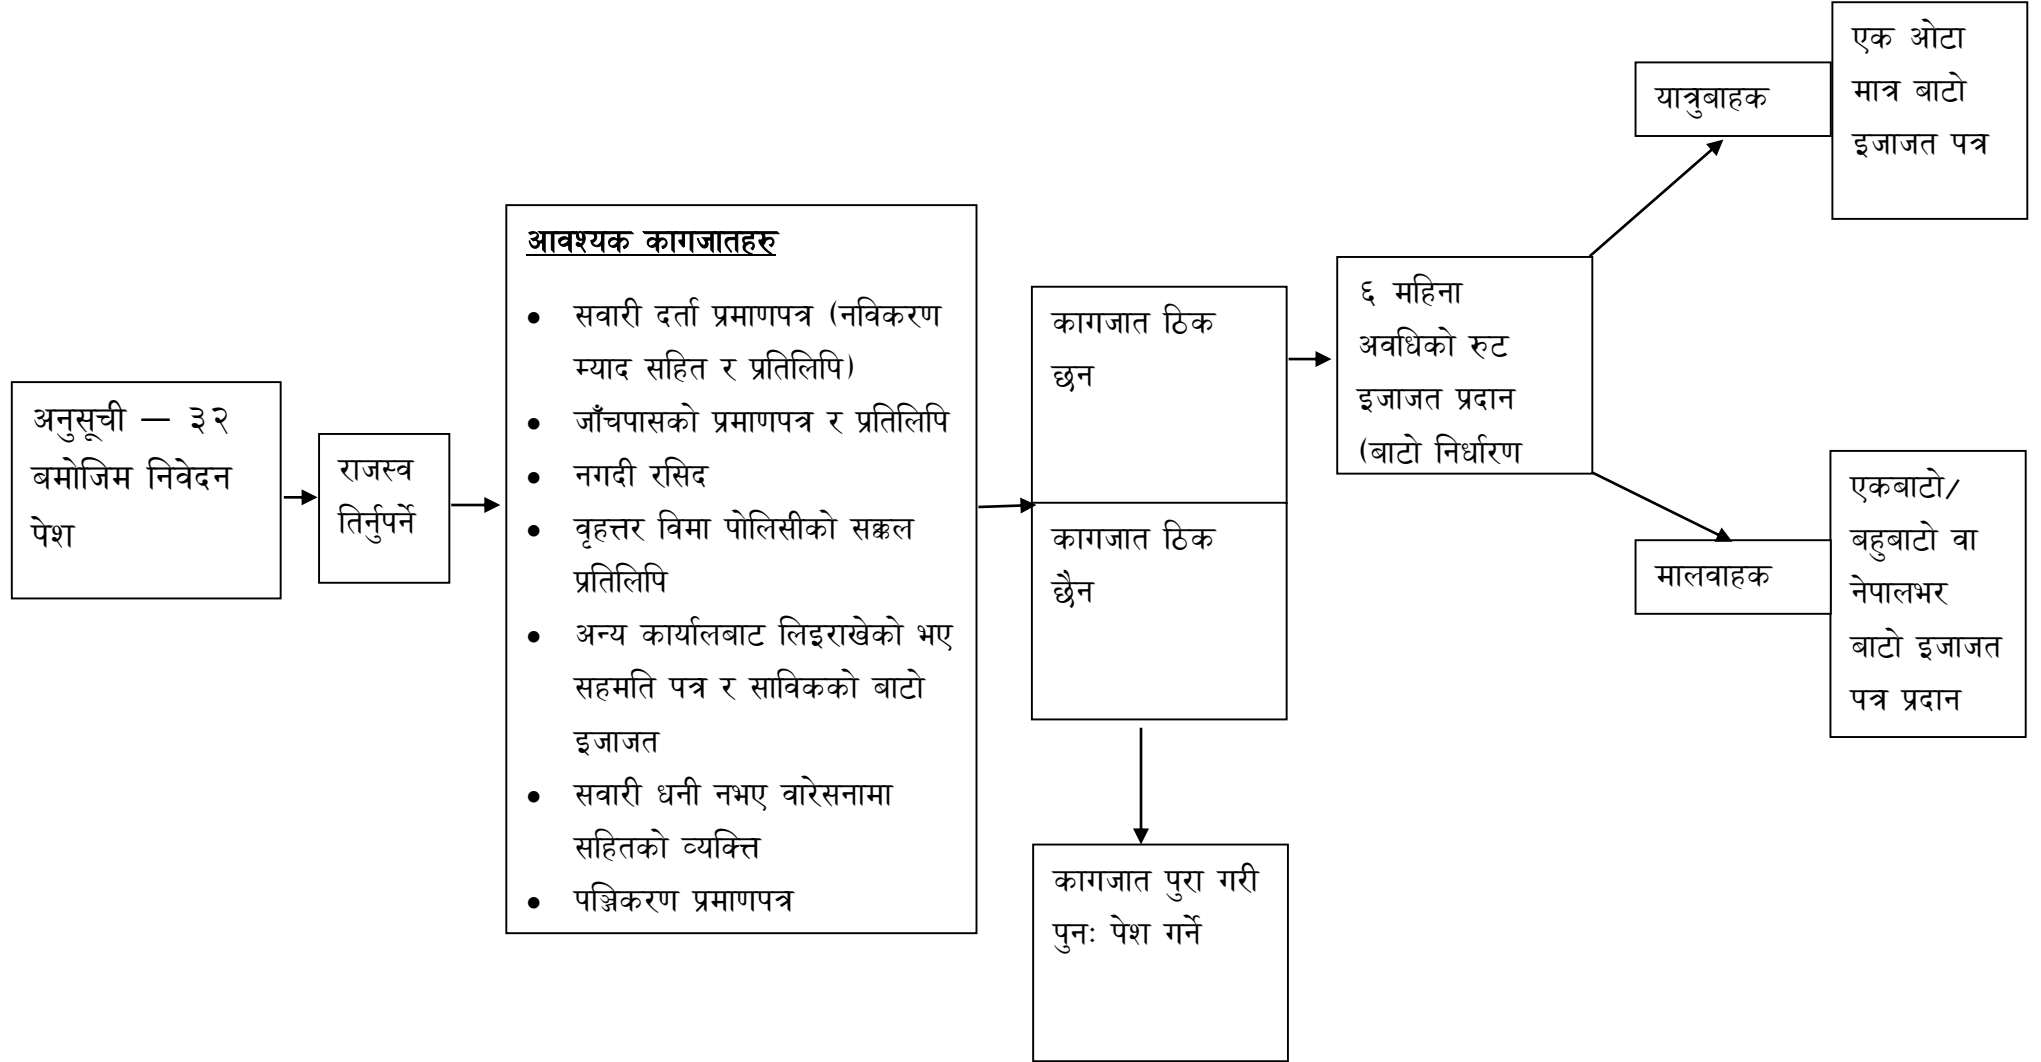 अनुसूची — ३२
बमोजिम निवेदन
पेश
राजस्व
तिर्नुपर्ने
आवश्यक कागजातहरु
• सवारी दर्ता प्रमाणपत्र (नविकरण
म्याद सहित र प्रतिलिपि)
• जाँचपासको प्रमाणपत्र र प्रतिलिपि
• नगदी रसिद
• वृहत्तर विमा पोलिसीको सक्कल
प्रतिलिपि
• अन्य कार्यालबाट लिइराखेको भए
सहमति पत्र र साविकको बाटो
इजाजत
• सवारी धनी नभए वारेसनामा
सहितको व्यक्त्ति
• पञ्जिकरण प्रमाणपत्र
कागजात ठिक
छन
कागजात ठिक
छैन
कागजात पुरा गरी
पुनः पेश गर्ने
६ महिना
अवधिको रुट
इजाजत प्रदान
(बाटो निर्धारण
यात्रुबाहक
एक ओटा
मात्र बाटो
इजाजत पत्र
मालवाहक
एकबाटो/
बहुबाटो वा
नेपालभर
बाटो इजाजत
पत्र प्रदान